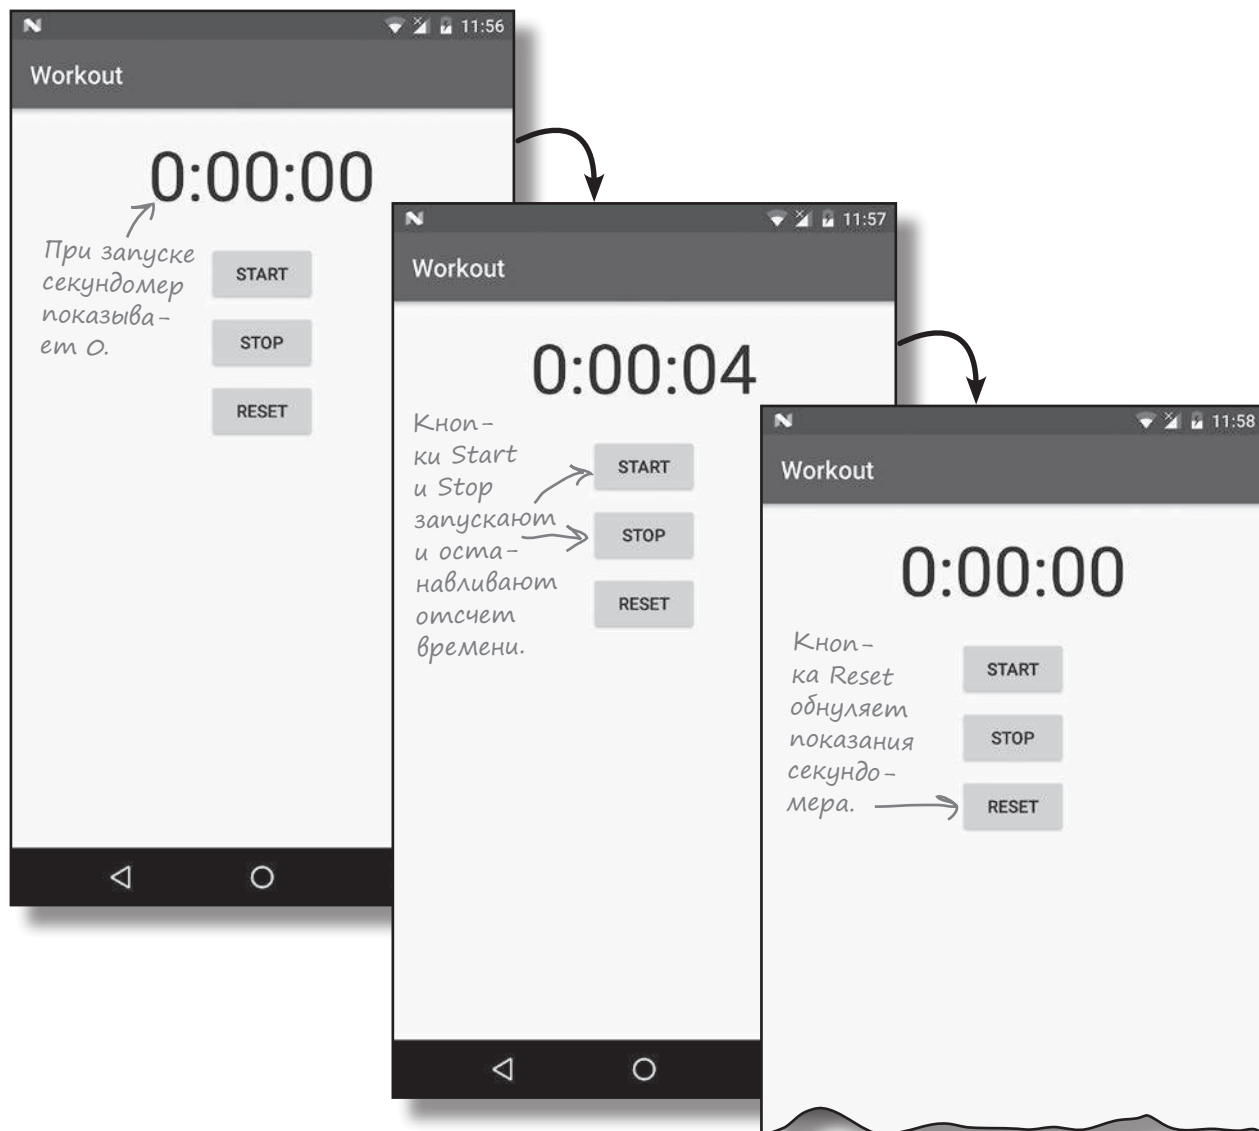 11:56
Workout
0:00:00
При запуске
секундомер
показыва-
ет 0.
START
STOP
RESET
11:57
Workout
0:00:04
Кноп-
ки Start
и Stop
запускают
и оста-
навливают
отсчет
времени.
START
STOP
RESET
11:58
Workout
0:00:00
Кноп-
ка Reset
обнуляет
показания
секундо-
мера.
START
STOP
RESET